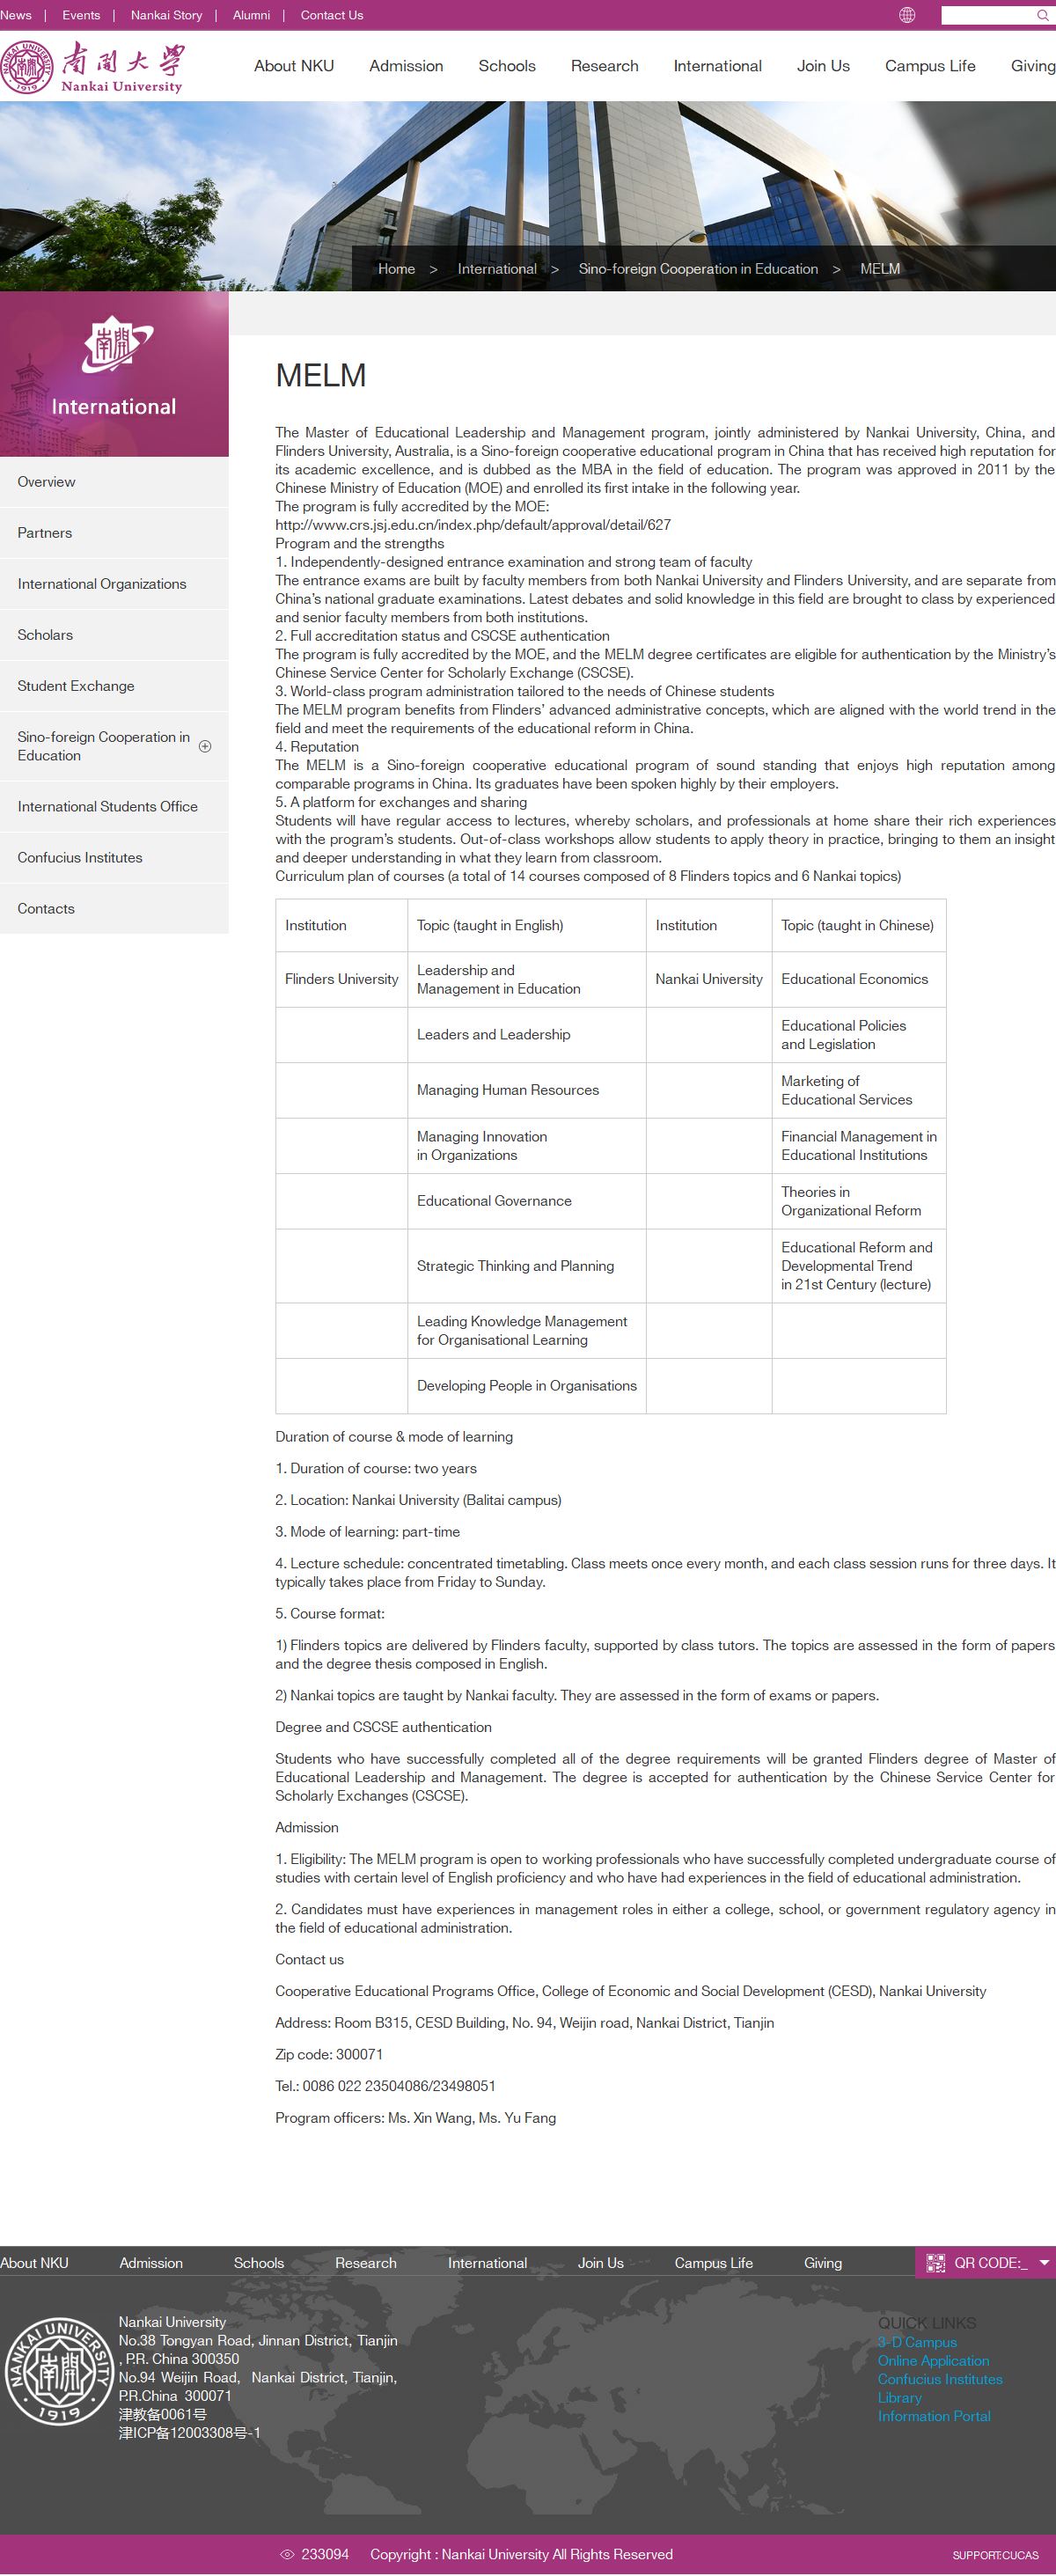 News | Events | Nankai Story | Alumni | Contact Us
南開大學
Nankai University
NANKAI UNIVERSITY
1919
About NKU Admission Schools Research International Join Us Campus Life Giving
Home > International > Sino-foreign Cooperation in Education > MELM
南開
International
Overview
Partners
International Organizations
Scholars
Student Exchange
Sino-foreign Cooperation in
Education
International Students Office
Confucius Institutes
Contacts
MELM
The Master of Educational Leadership and Management program, jointly administered by Nankai University, China, and
Flinders University, Australia, is a Sino-foreign cooperative educational program in China that has received high reputation for
its academic excellence, and is dubbed as the MBA in the field of education. The program was approved in 2011 by the
Chinese Ministry of Education (MOE) and enrolled its first intake in the following year.
The program is fully accredited by the MOE:
http://www.crs.jsj.edu.cn/index.php/default/approval/detail/627
Program and the strengths
1. Independently-designed entrance examination and strong team of faculty
The entrance exams are built by faculty members from both Nankai University and Flinders University, and are separate from
China's national graduate examinations. Latest debates and solid knowledge in this field are brought to class by experienced
and senior faculty members from both institutions.
2. Full accreditation status and CSCSE authentication
The program is fully accredited by the MOE, and the MELM degree certificates are eligible for authentication by the Ministry's
Chinese Service Center for Scholarly Exchange (CSCSE).
3. World-class program administration tailored to the needs of Chinese students
The MELM program benefits from Flinders' advanced administrative concepts, which are aligned with the world trend in the
field and meet the requirements of the educational reform in China.
4. Reputation
The MELM is a Sino-foreign cooperative educational program of sound standing that enjoys high reputation among
comparable programs in China. Its graduates have been spoken highly by their employers.
5. A platform for exchanges and sharing
Students will have regular access to lectures, whereby scholars, and professionals at home share their rich experiences
with the program's students. Out-of-class workshops allow students to apply theory in practice, bringing to them an insight
and deeper understanding in what they learn from classroom.
Curriculum plan of courses (a total of 14 courses composed of 8 Flinders topics and 6 Nankai topics)
Institution Topic (taught in English) Institution Topic (taught in Chinese)
Flinders University Leadership and
Management in Education Nankai University Educational Economics
Leaders and Leadership Educational Policies
and Legislation
Managing Human Resources Marketing of
Educational Services
Managing Innovation
in Organizations Financial Management in
Educational Institutions
Educational Governance Theories in
Organizational Reform
Strategic Thinking and Planning Educational Reform and
Developmental Trend
in 21st Century (lecture)
Leading Knowledge Management
for Organisational Learning
Developing People in Organisations
Duration of course & mode of learning
1. Duration of course: two years
2. Location: Nankai University (Balitai campus)
3. Mode of learning: part-time
4. Lecture schedule: concentrated timetabling. Class meets once every month, and each class session runs for three days. It
typically takes place from Friday to Sunday.
5. Course format:
1) Flinders topics are delivered by Flinders faculty, supported by class tutors. The topics are assessed in the form of papers
and the degree thesis composed in English.
2) Nankai topics are taught by Nankai faculty. They are assessed in the form of exams or papers.
Degree and CSCSE authentication
Students who have successfully completed all of the degree requirements will be granted Flinders degree of Master of
Educational Leadership and Management. The degree is accepted for authentication by the Chinese Service Center for
Scholarly Exchanges (CSCSE).
Admission
1. Eligibility: The MELM program is open to working professionals who have successfully completed undergraduate course of
studies with certain level of English proficiency and who have had experiences in the field of educational administration.
2. Candidates must have experiences in management roles in either a college, school, or government regulatory agency in
the field of educational administration.
Contact us
Cooperative Educational Programs Office, College of Economic and Social Development (CESD), Nankai University
Address: Room B315, CESD Building, No. 94, Weijin road, Nankai District, Tianjin
Zip code: 300071
Tel.: 0086 022 23504086/23498051
Program officers: Ms. Xin Wang, Ms. Yu Fang
About NKU Admission Schools Research International Join Us Campus Life Giving QR CODE:_
NANKAI UNIVERSITY
1919
Nankai University
No.38 Tongyan Road, Jinnan District, Tianjin
, P.R. China 300350
No.94 Weijin Road, Nankai District, Tianjin,
P.R.China 300071
津教备0061号
津ICP备12003308号-1
QUICK LINKS
3-D Campus
Online Application
Confucius Institutes
Library
Information Portal
233094 Copyright : Nankai University All Rights Reserved
SUPPORT:CUCAS